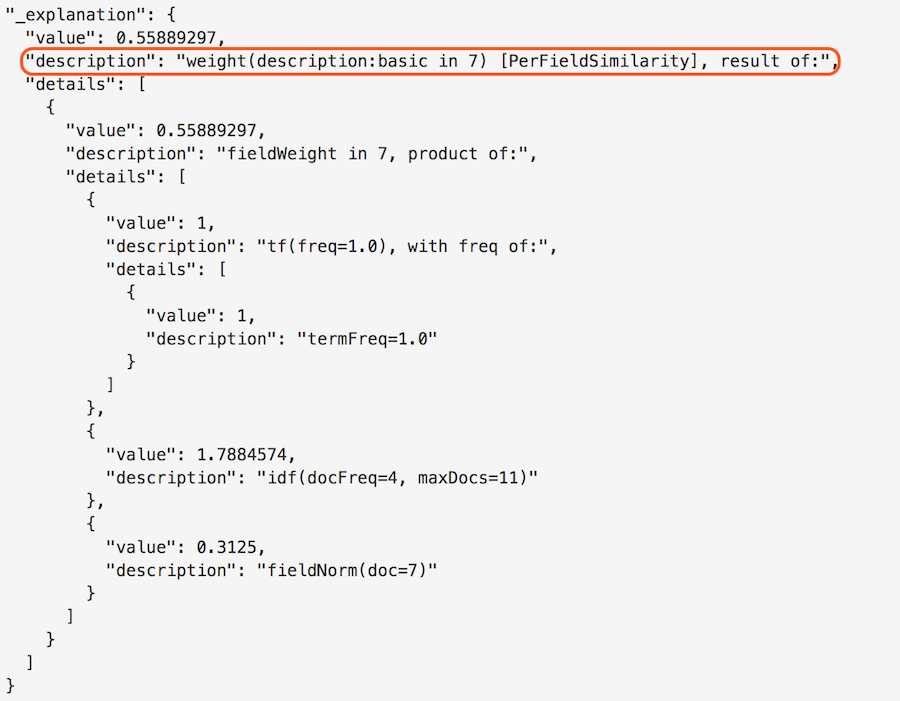 "_explanation": {
  "value": 0.55889297,
  "description": "weight(description:basic in 7) [PerFieldSimilarity], result of:",
  "details": [
    {
      "value": 0.55889297,
      "description": "fieldWeight in 7, product of:",
      "details": [
        {
          "value": 1,
          "description": "tf(freq=1.0), with freq of:",
          "details": [
            {
              "value": 1,
              "description": "termFreq=1.0"
            }
          ]
        },
        {
          "value": 1.7884574,
          "description": "idf(docFreq=4, maxDocs=11)"
        },
        {
          "value": 0.3125,
          "description": "fieldNorm(doc=7)"
        }
      ]
    }
  ]
}